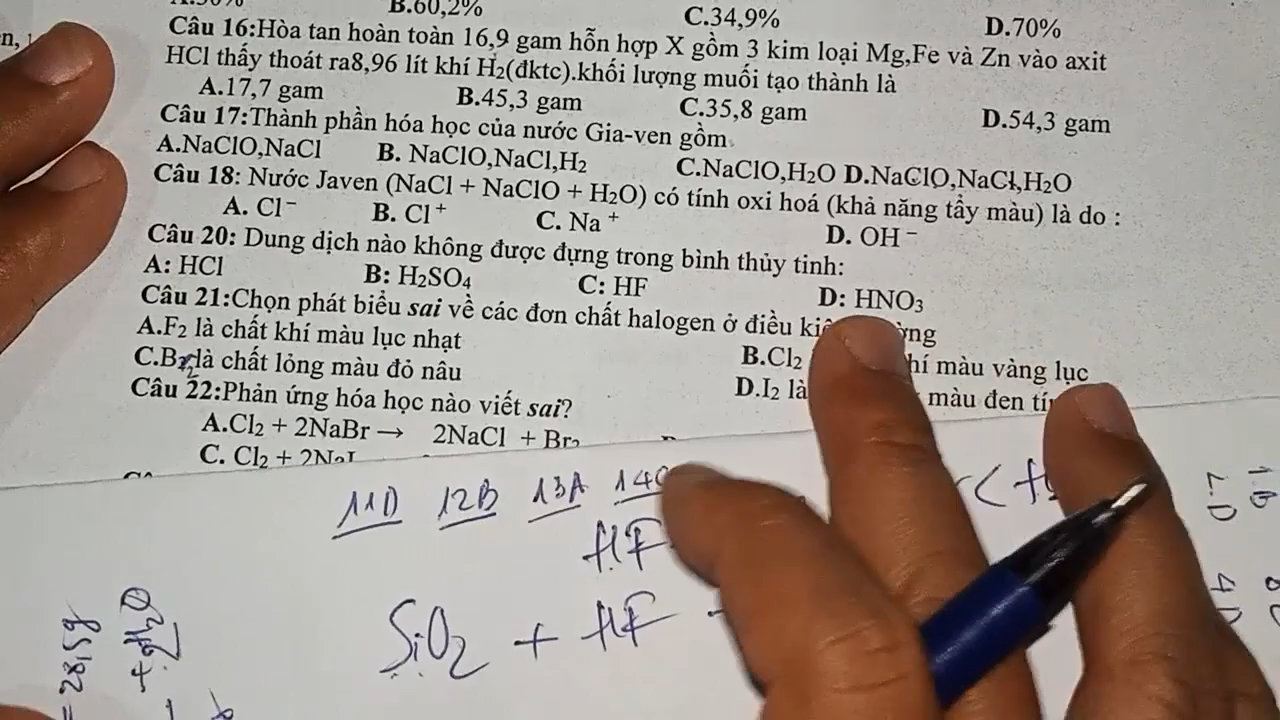 B.60,2% C.34,9% D.70%
Câu 16:Hòa tan hoàn toàn 16,9 gam hỗn hợp X gồm 3 kim loại Mg,Fe và Zn vào axit
HCl thấy thoát ra8,96 lít khí H₂(đktc).khối lượng muối tạo thành là
A.17,7 gam B.45,3 gam C.35,8 gam D.54,3 gam
Câu 17:Thành phần hóa học của nước Gia-ven gồm
A.NaClO,NaCl B. NaClO,NaCl,H₂ C.NaClO,H₂O D.NaClO,NaCl,H₂O
Câu 18: Nước Javen (NaCl + NaClO + H₂O) có tính oxi hoá (khả năng tẩy màu) là do :
A. Cl⁻ B. Cl⁺ C. Na⁺ D. OH⁻
Câu 20: Dung dịch nào không được đựng trong bình thủy tinh:
A: HCl B: H₂SO₄ C: HF D: HNO₃
Câu 21:Chọn phát biểu sai về các đơn chất halogen ở điều
A.F₂ là chất khí màu lục nhạt B.Cl₂ màu vàng lục
C.Br₂là chất lỏng màu đỏ nâu D.I₂ là màu đen
Câu 22:Phản ứng hóa học nào viết sai?
A.Cl₂ + 2NaBr → 2NaCl + Br₂
C. Cl₂ +
11D 12B 13A
HF
SiO₂ + HF
= 28,5g
+ H₂O